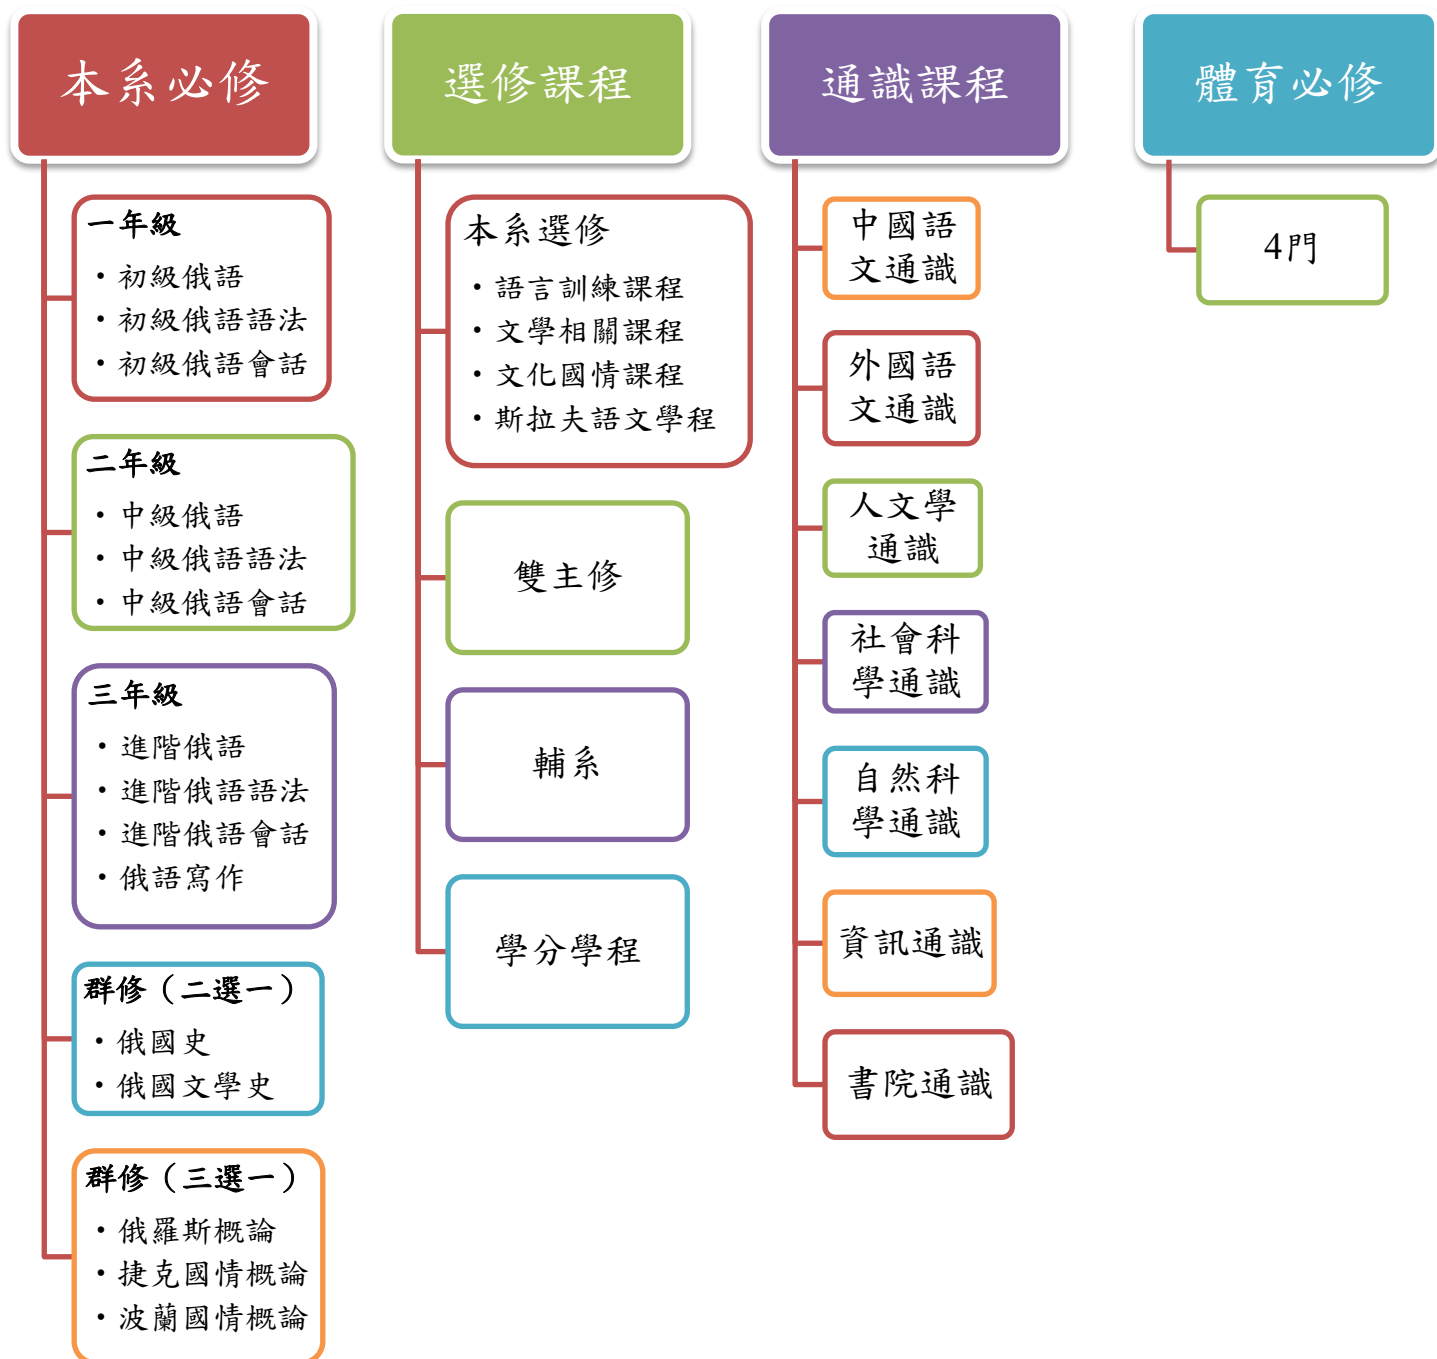 本系必修
一年級
・初級俄語
・初級俄語語法
・初級俄語會話
二年級
・中級俄語
・中級俄語語法
・中級俄語會話
三年級
・進階俄語
・進階俄語語法
・進階俄語會話
・俄語寫作
群修（二選一）
・俄國史
・俄國文學史
群修（三選一）
・俄羅斯概論
・捷克國情概論
・波蘭國情概論
選修課程
本系選修
・語言訓練課程
・文學相關課程
・文化國情課程
・斯拉夫語文學程
雙主修
輔系
學分學程
通識課程
中國語
文通識
外國語
文通識
人文學
通識
社會科
學通識
自然科
學通識
資訊通識
書院通識
體育必修
4門